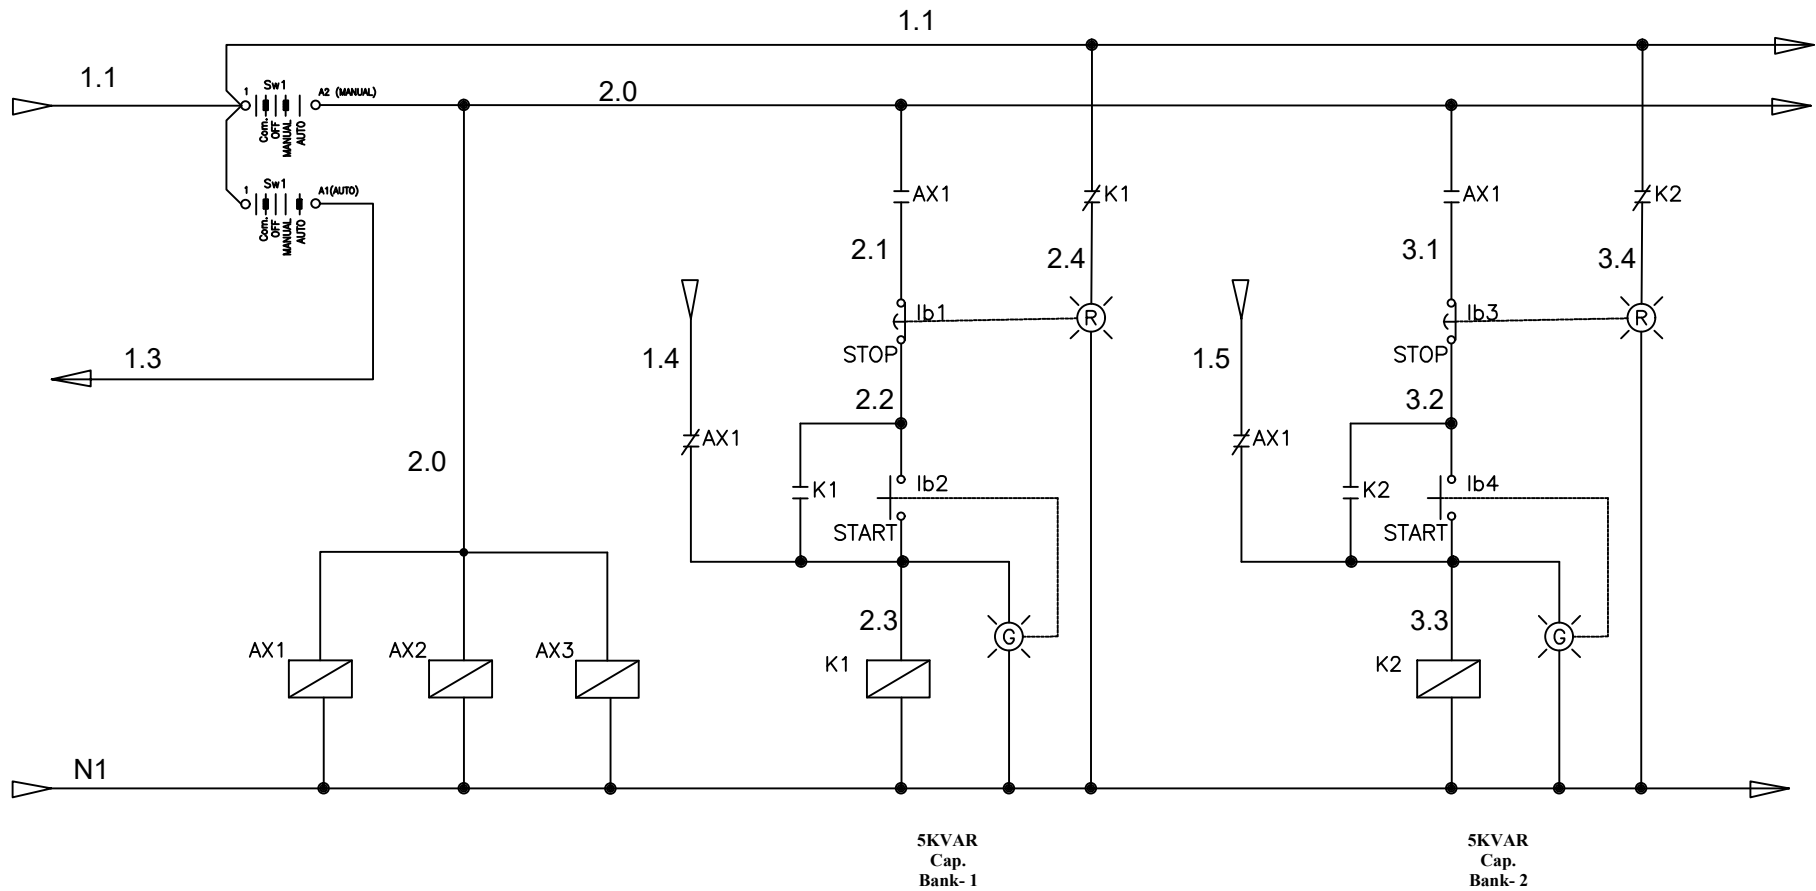 1.1
1.1
Sw1
1
A2 (MANUAL)
Com.
OFF
MANUAL
AUTO
2.0
Sw1
1
A1(AUTO)
Com.
OFF
MANUAL
AUTO
AX1
K1
AX1
K2
2.1
2.4
3.1
3.4
Ib1
R
Ib3
R
1.3
1.4
STOP
1.5
STOP
2.2
3.2
2.0
AX1
AX1
K1
Ib2
K2
Ib4
START
START
2.3
3.3
G
G
AX1
AX2
AX3
K1
K2
N1
5KVAR
Cap.
Bank- 1
5KVAR
Cap.
Bank- 2